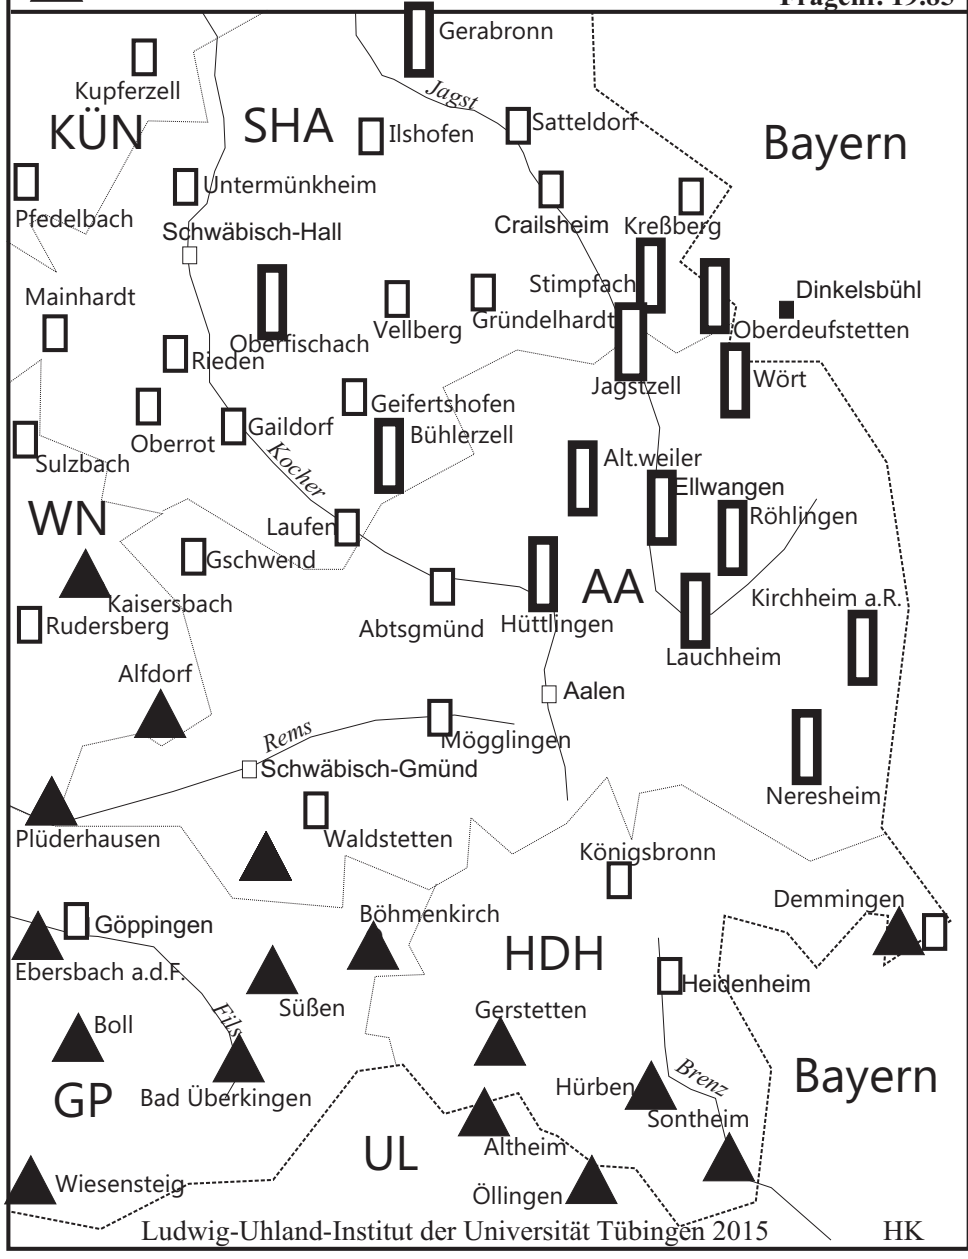 Fragenr. 19.85
Gerabronn
Kupferzell
Jagst
KÜN
SHA
Ilshofen
Satteldorf
Bayern
Pfedelbach
Untermünkheim
Crailsheim
Kreßberg
Schwäbisch-Hall
Mainhardt
Stimpfach
Dinkelsbühl
Oberfischach
Vellberg
Gründelhardt
Oberdeufstetten
Rieden
Jagstzell
Wört
Geifertshofen
Oberrot
Gaildorf
Bühlerzell
Sulzbach
Kocher
Alt.weiler
Ellwangen
WN
Laufen
Röhlingen
Gschwend
AA
Kaisersbach
Kirchheim a.R.
Rudersberg
Abtsgmünd
Hüttlingen
Lauchheim
Alfdorf
Aalen
Rems
Mögglingen
Schwäbisch-Gmünd
Neresheim
Plüderhausen
Waldstetten
Königsbronn
Demmingen
Göppingen
Böhmenkirch
HDH
Ebersbach a.d.F.
Heidenheim
Süßen
Gerstetten
Boll
Fils
Bayern
GP
Bad Überkingen
Hürben
Brenz
Sontheim
UL
Altheim
Wiesensteig
Öllingen
Ludwig-Uhland-Institut der Universität Tübingen 2015 HK